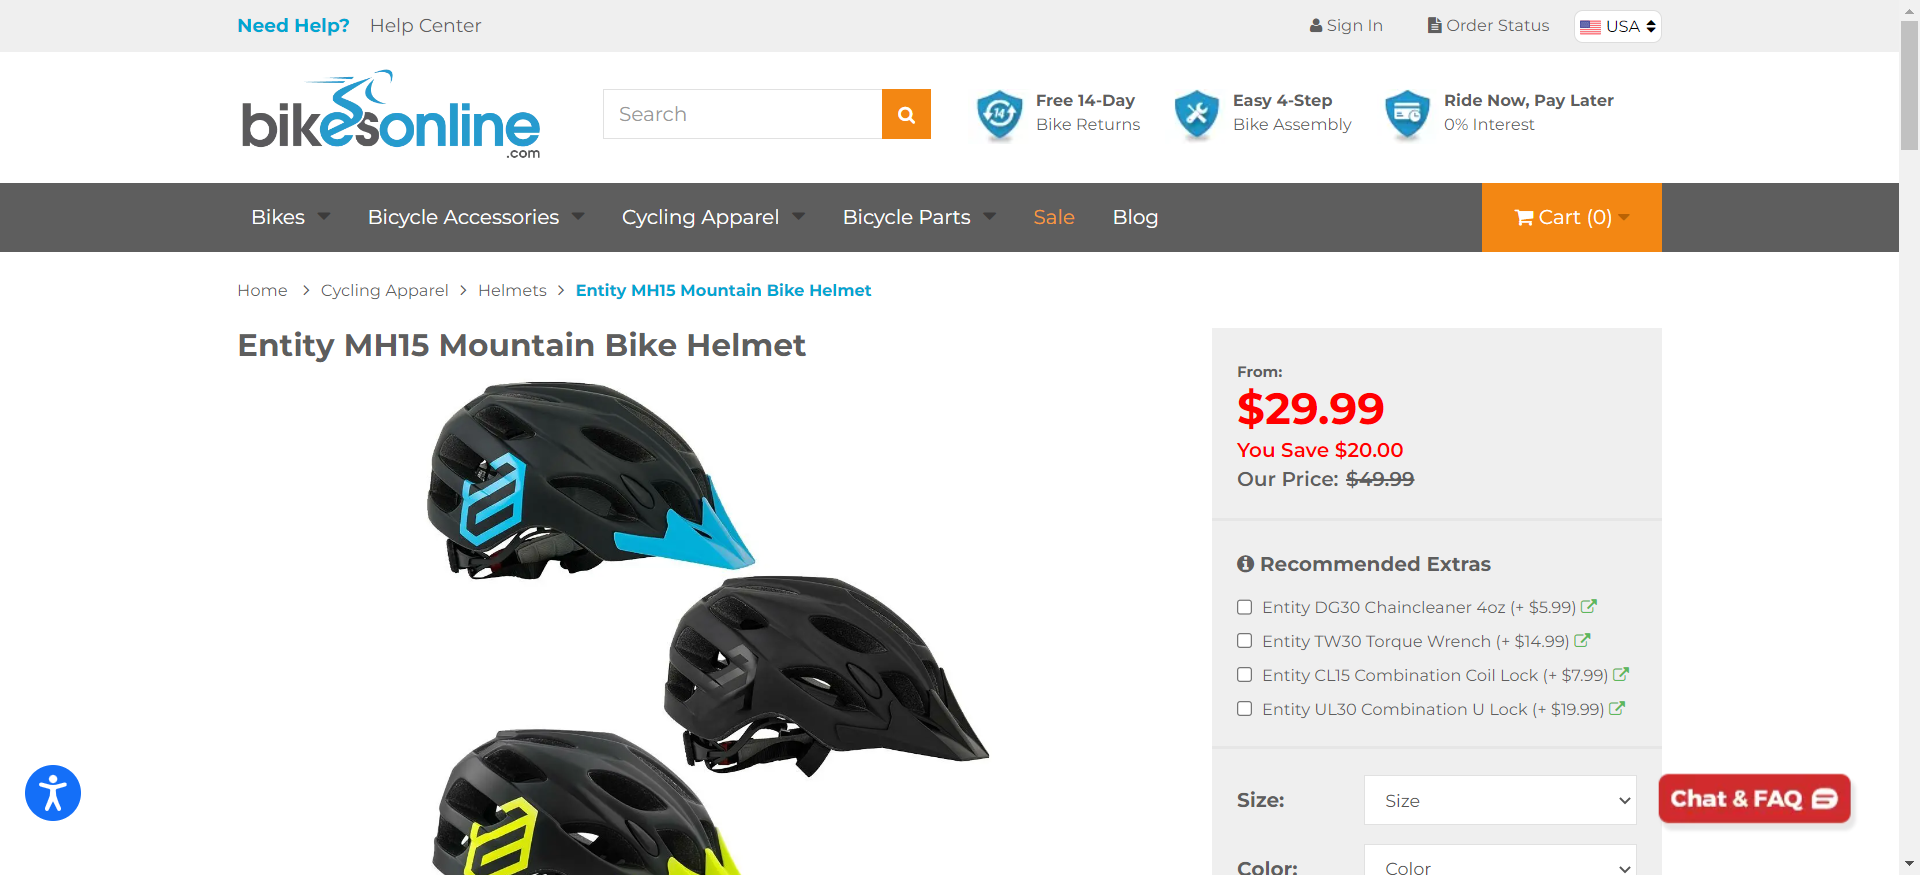 Need Help? Help Center
Sign In
Order Status
USA
bikesonline
.com
Search
14
Free 14-Day
Bike Returns
Easy 4-Step
Bike Assembly
Ride Now, Pay Later
0% Interest
Bikes
Bicycle Accessories
Cycling Apparel
Bicycle Parts
Sale
Blog
Cart (0)
Home > Cycling Apparel > Helmets > Entity MH15 Mountain Bike Helmet
Entity MH15 Mountain Bike Helmet
From:
$29.99
You Save $20.00
Our Price: $49.99
Recommended Extras
Entity DG30 Chaincleaner 4oz (+ $5.99)
Entity TW30 Torque Wrench (+ $14.99)
Entity CL15 Combination Coil Lock (+ $7.99)
Entity UL30 Combination U Lock (+ $19.99)
Size: Size
Chat & FAQ
Color: Color